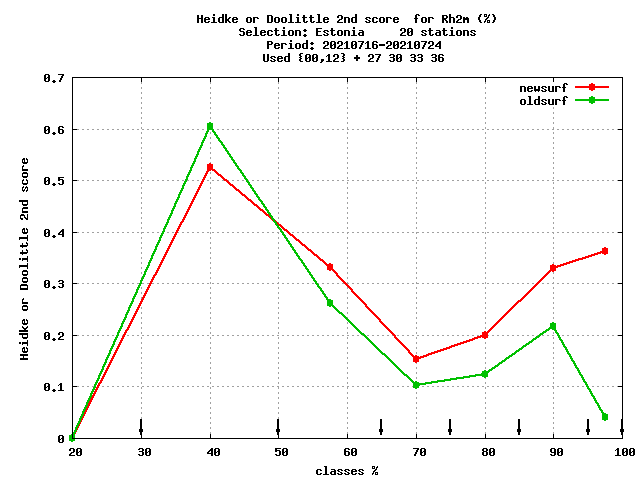 Heidke or Doolittle 2nd score  for Rh2m (%)
Selection: Estonia     20 stations
Period: 20210716-20210724
Used {00,12} + 27 30 33 36
newsurf
oldsurf
0.7
0.6
0.5
0.4
0.3
0.2
0.1
0
Heidke or Doolittle 2nd score
20 30 40 50 60 70 80 90 100
classes %